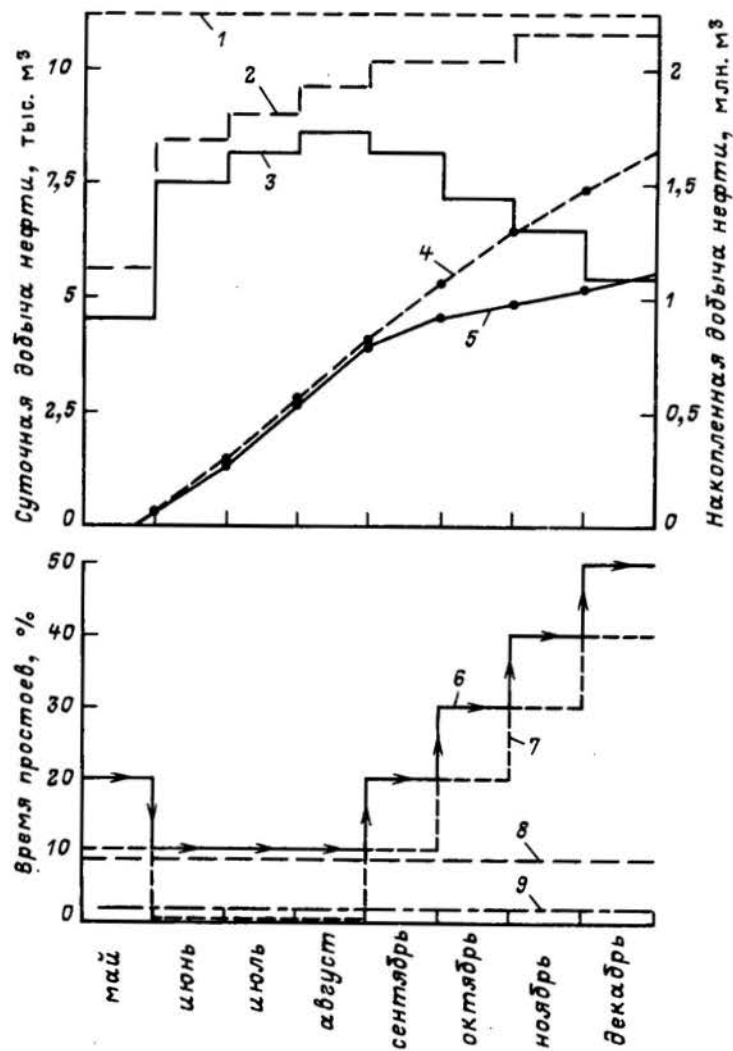 Суточная добыча нефти, тыс. м³
10
7,5
5
2,5
0
1
2
3
4
5
2
1,5
1
0,5
0
Накопленная добыча нефти, млн. м³
Время простоев, %
50
40
30
20
10
0
6
7
8
9
май
июнь
июль
август
сентябрь
октябрь
ноябрь
декабрь